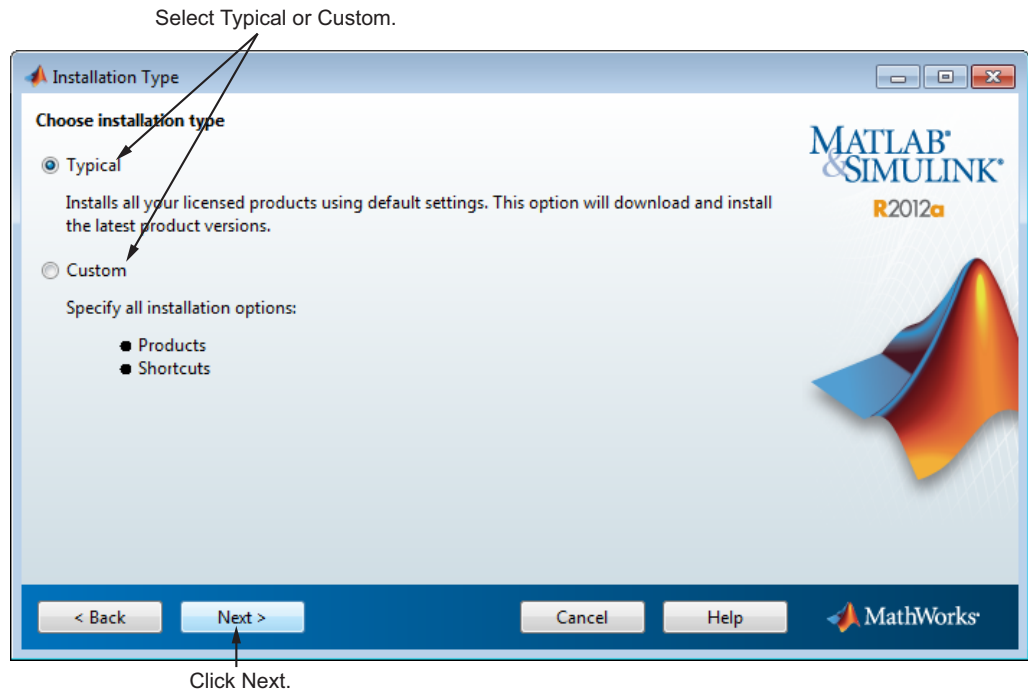 Select Typical or Custom.
Installation Type
Choose installation type
Typical
Installs all your licensed products using default settings. This option will download and install
the latest product versions.
Custom
Specify all installation options:
Products
Shortcuts
MATLAB®
&SIMULINK®
R2012a
< Back
Next >
Cancel
Help
MathWorks®
Click Next.